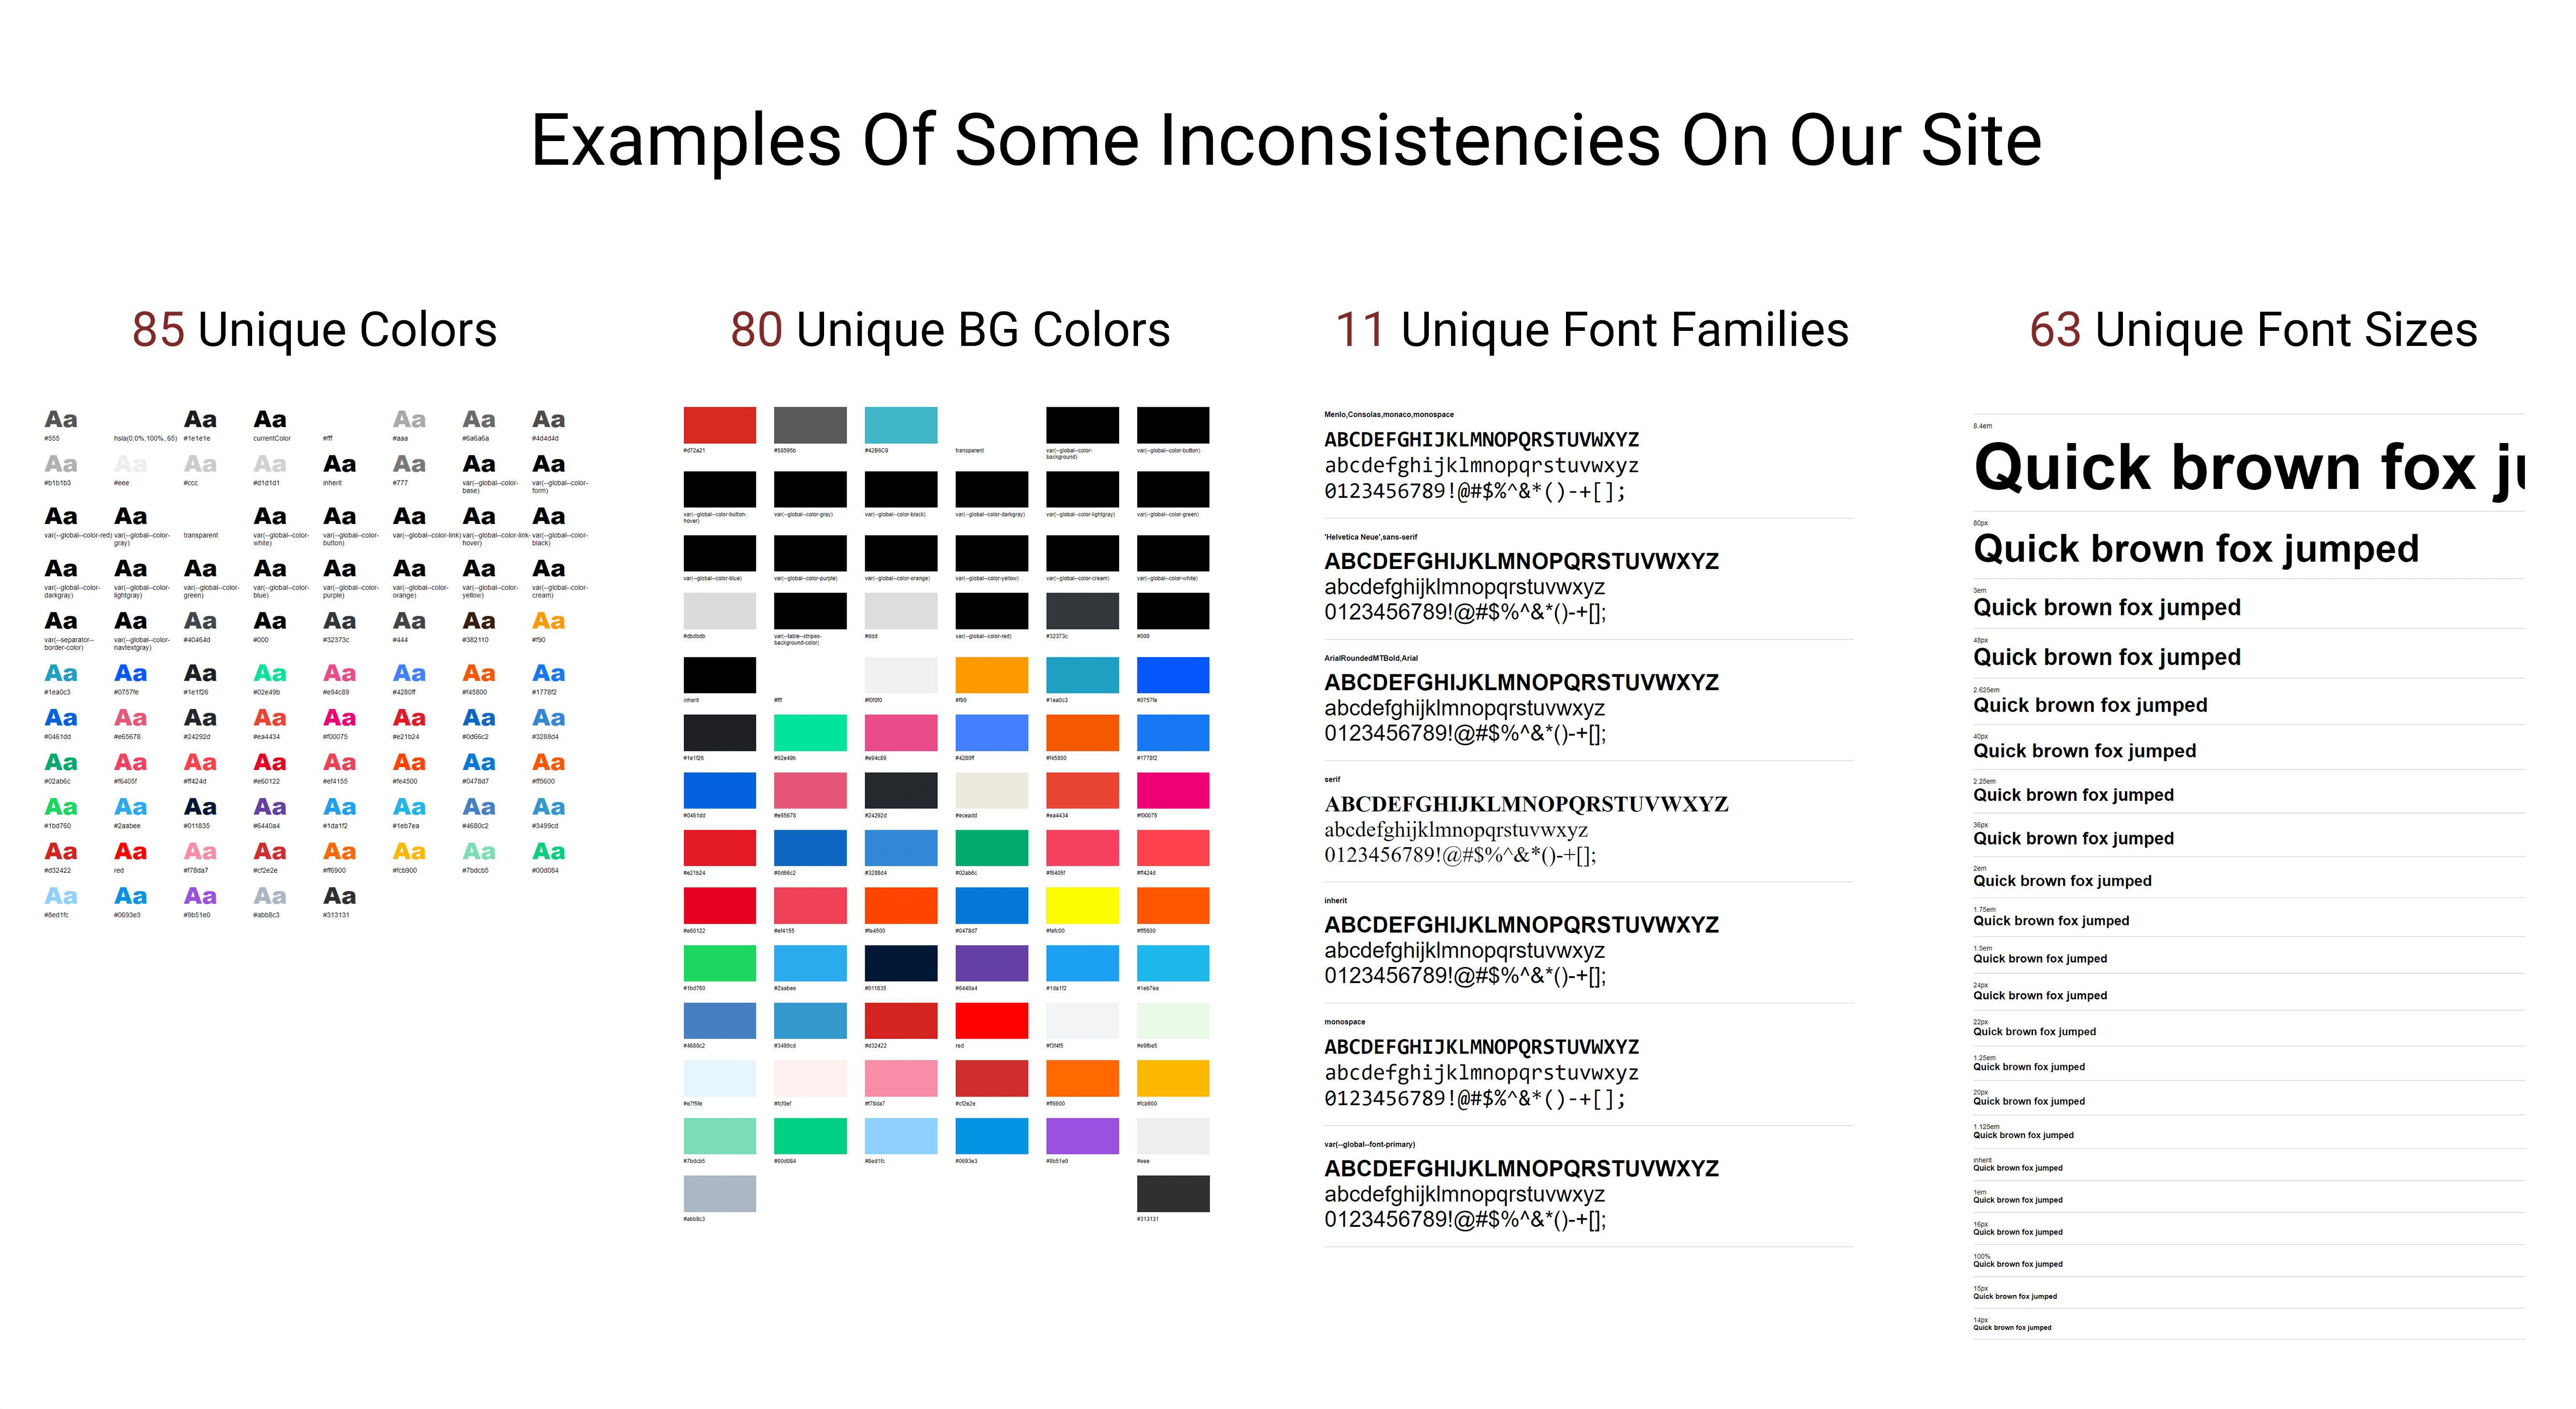 Examples Of Some Inconsistencies On Our Site
85 Unique Colors
Aa Aa Aa Aa Aa Aa
#555 hsla(0,0%,100%,.65) #1e1e1e currentColor #fff #aaa #6a6a6a #4d4d4d
Aa Aa Aa Aa Aa Aa Aa Aa
#b1b1b3 #eee #ccc #d1d1d1 inherit #777 var(--global--color- var(--global--color-
base) form)
Aa Aa Aa Aa Aa Aa Aa
var(--global--color-red) var(--global--color- transparent var(--global--color- var(--global--color- var(--global--color-link) var(--global--color-link- var(--global--color-
gray) white) button) hover) black)
Aa Aa Aa Aa Aa Aa Aa Aa
var(--global--color- var(--global--color- var(--global--color- var(--global--color- var(--global--color- var(--global--color- var(--global--color- var(--global--color-
darkgray) lightgray) green) blue) purple) orange) yellow) cream)
Aa Aa Aa Aa Aa Aa Aa Aa
var(--separator-- var(--global--color- #40464d #000 #32373c #444 #382110 #f90
border-color) navtextgray)
Aa Aa Aa Aa Aa Aa Aa Aa
#1ea0c3 #0757fe #1e1f26 #02e49b #e94c89 #4280ff #f45800 #1778f2
Aa Aa Aa Aa Aa Aa Aa Aa
#0461dd #e65678 #24292d #ea4434 #f00075 #e21b24 #0d66c2 #3288d4
Aa Aa Aa Aa Aa Aa Aa Aa
#02ab6c #f6405f #ff424d #e60122 #ef4155 #fe4500 #0478d7 #ff5600
Aa Aa Aa Aa Aa Aa Aa Aa
#1bd760 #2aabee #011835 #6440a4 #1da1f2 #1eb7ea #4680c2 #3499cd
Aa Aa Aa Aa Aa Aa Aa Aa
#d32422 red #f78da7 #cf2e2e #ff6900 #fcb900 #7bdcb5 #00d084
Aa Aa Aa Aa Aa
#8ed1fc #0693e3 #9b51e0 #abb8c3 #313131
80 Unique BG Colors
#d72a21 #58595b #42B6C9 transparent var(--global--color- var(--global--color-button)
background)
var(--global--color-button- var(--global--color-gray) var(--global--color-black) var(--global--color-darkgray) var(--global--color-lightgray) var(--global--color-green)
hover)
var(--global--color-blue) var(--global--color-purple) var(--global--color-orange) var(--global--color-yellow) var(--global--color-cream) var(--global--color-white)
#dbdbdb var(--table--stripes- #ddd var(--global--color-red) #32373c #000
background-color)
inherit #fff #f0f0f0 #f90 #1ea0c3 #0757fe
#1e1f26 #02e49b #e94c89 #4280ff #f45800 #1778f2
#0461dd #e65678 #24292d #eceadd #ea4434 #f00075
#e21b24 #0d66c2 #3288d4 #02ab6c #f6405f #ff424d
#e60122 #ef4155 #fe4500 #0478d7 #fefc00 #ff5600
#1bd760 #2aabee #011835 #6440a4 #1da1f2 #1eb7ea
#4680c2 #3499cd #d32422 red #f3f4f5 #e9fbe5
#e7f5fe #fcf0ef #f78da7 #cf2e2e #ff6900 #fcb900
#7bdcb5 #00d084 #8ed1fc #0693e3 #9b51e0 #eee
#abb8c3 #313131
11 Unique Font Families
Menlo,Consolas,monaco,monospace
ABCDEFGHIJKLMNOPQRSTUVWXYZ
abcdefghijklmnopqrstuvwxyz
0123456789!@#$%^&*()-+[];
'Helvetica Neue',sans-serif
ABCDEFGHIJKLMNOPQRSTUVWXYZ
abcdefghijklmnopqrstuvwxyz
0123456789!@#$%^&*()-+[];
ArialRoundedMTBold,Arial
ABCDEFGHIJKLMNOPQRSTUVWXYZ
abcdefghijklmnopqrstuvwxyz
0123456789!@#$%^&*()-+[];
serif
ABCDEFGHIJKLMNOPQRSTUVWXYZ
abcdefghijklmnopqrstuvwxyz
0123456789!@#$%^&*()-+[];
inherit
ABCDEFGHIJKLMNOPQRSTUVWXYZ
abcdefghijklmnopqrstuvwxyz
0123456789!@#$%^&*()-+[];
monospace
ABCDEFGHIJKLMNOPQRSTUVWXYZ
abcdefghijklmnopqrstuvwxyz
0123456789!@#$%^&*()-+[];
var(--global--font-primary)
ABCDEFGHIJKLMNOPQRSTUVWXYZ
abcdefghijklmnopqrstuvwxyz
0123456789!@#$%^&*()-+[];
63 Unique Font Sizes
8.4em
Quick brown fox ju
80px
Quick brown fox jumped
3em
Quick brown fox jumped
48px
Quick brown fox jumped
2.625em
Quick brown fox jumped
40px
Quick brown fox jumped
2.25em
Quick brown fox jumped
36px
Quick brown fox jumped
2em
Quick brown fox jumped
1.75em
Quick brown fox jumped
1.5em
Quick brown fox jumped
24px
Quick brown fox jumped
22px
Quick brown fox jumped
1.25em
Quick brown fox jumped
20px
Quick brown fox jumped
1.125em
Quick brown fox jumped
inherit
Quick brown fox jumped
1em
Quick brown fox jumped
16px
Quick brown fox jumped
100%
Quick brown fox jumped
15px
Quick brown fox jumped
14px
Quick brown fox jumped